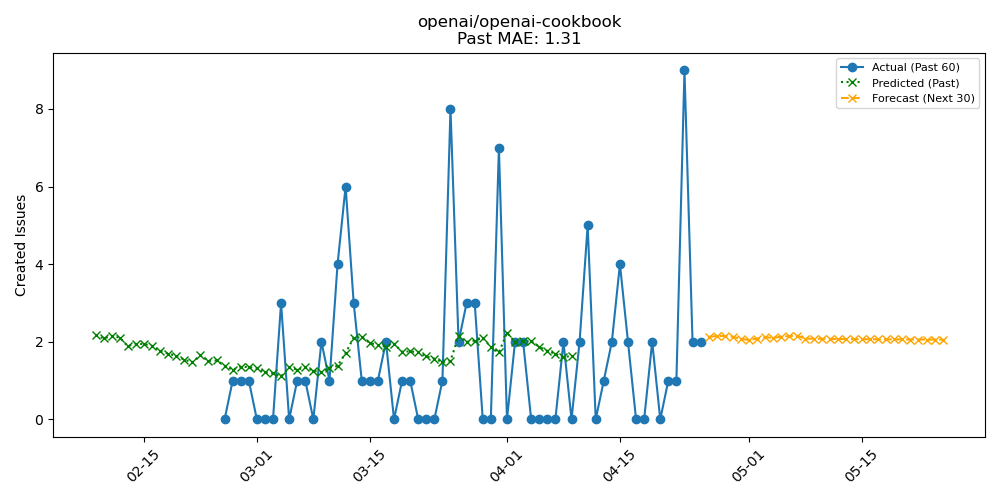 openai/openai-cookbook
Past MAE: 1.31
Actual (Past 60)
Predicted (Past)
Forecast (Next 30)
Created Issues
8
6
4
2
0
02-15
03-01
03-15
04-01
04-15
05-01
05-15